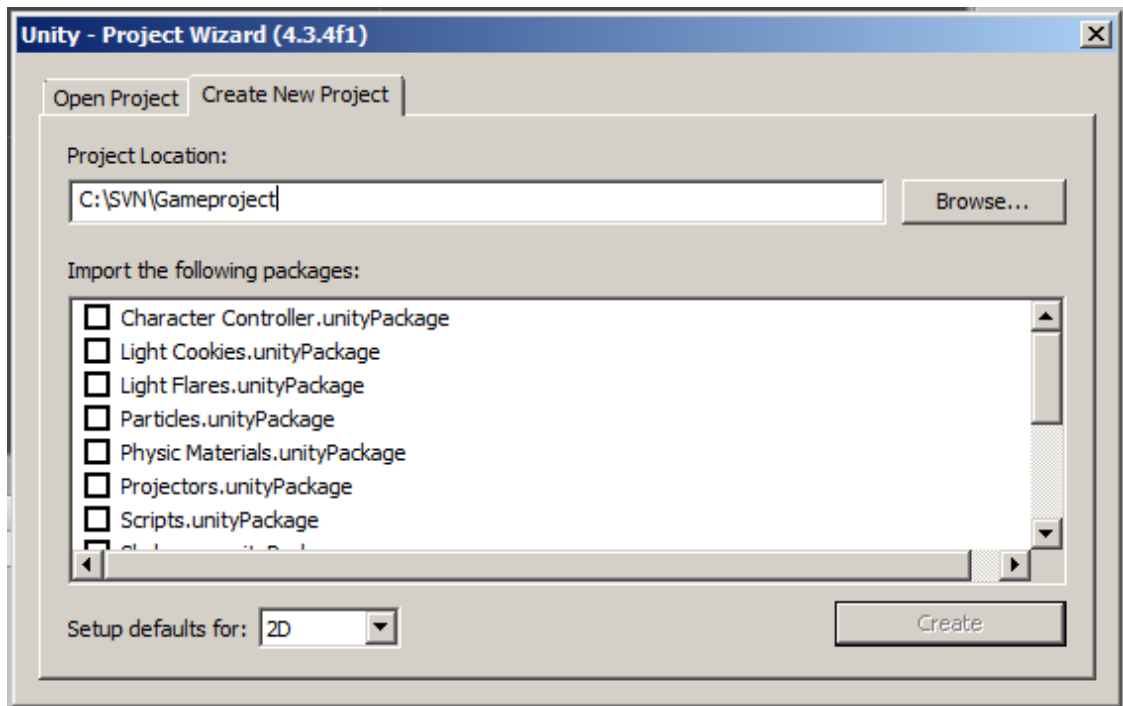 Unity - Project Wizard (4.3.4f1)
Open Project
Create New Project
Project Location:
C:\SVN\Gameproject
Browse...
Import the following packages:
Character Controller.unityPackage
Light Cookies.unityPackage
Light Flares.unityPackage
Particles.unityPackage
Physic Materials.unityPackage
Projectors.unityPackage
Scripts.unityPackage
Setup defaults for: 2D
Create